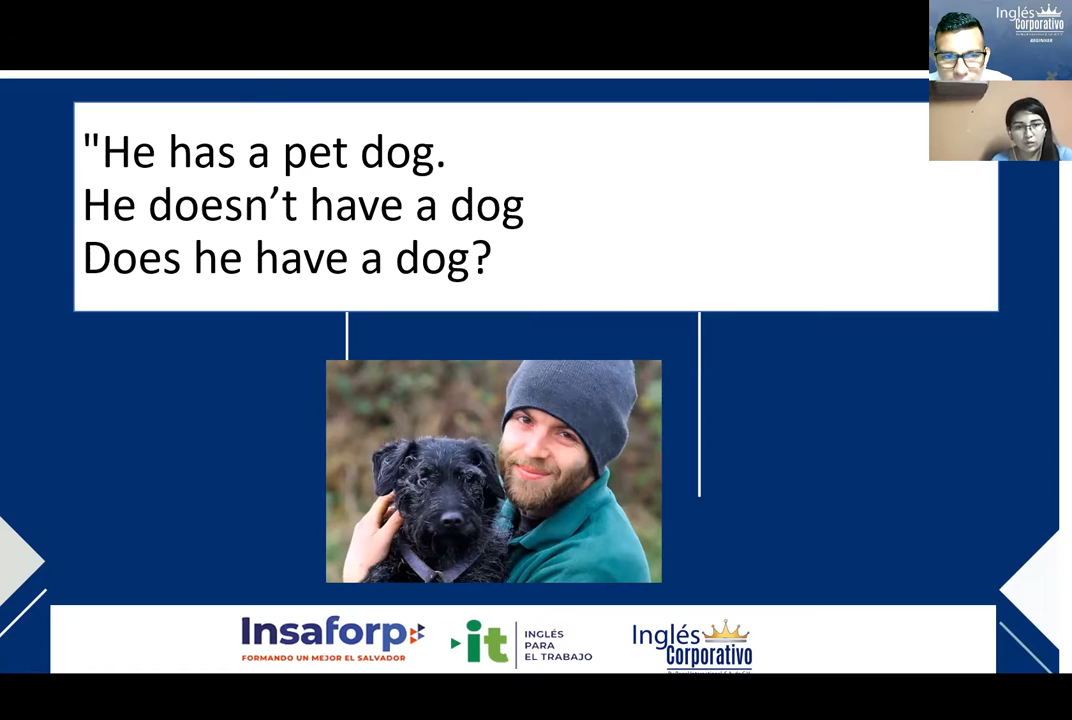 Inglés
Corporativo
BEGINNER
"He has a pet dog.
He doesn’t have a dog
Does he have a dog?
Insaforp
FORMANDO UN MEJOR EL SALVADOR
it
INGLÉS
PARA
EL TRABAJO
Inglés
Corporativo